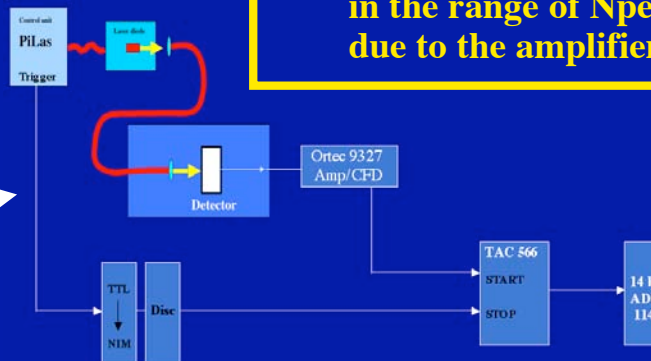 in the range of Npe
due to the amplifier
Control unit
PiLas
Trigger
Laser diode
Detector
Ortec 9327
Amp/CFD
TAC 566
START
STOP
14
AD
114
TTL
NIM
Disc